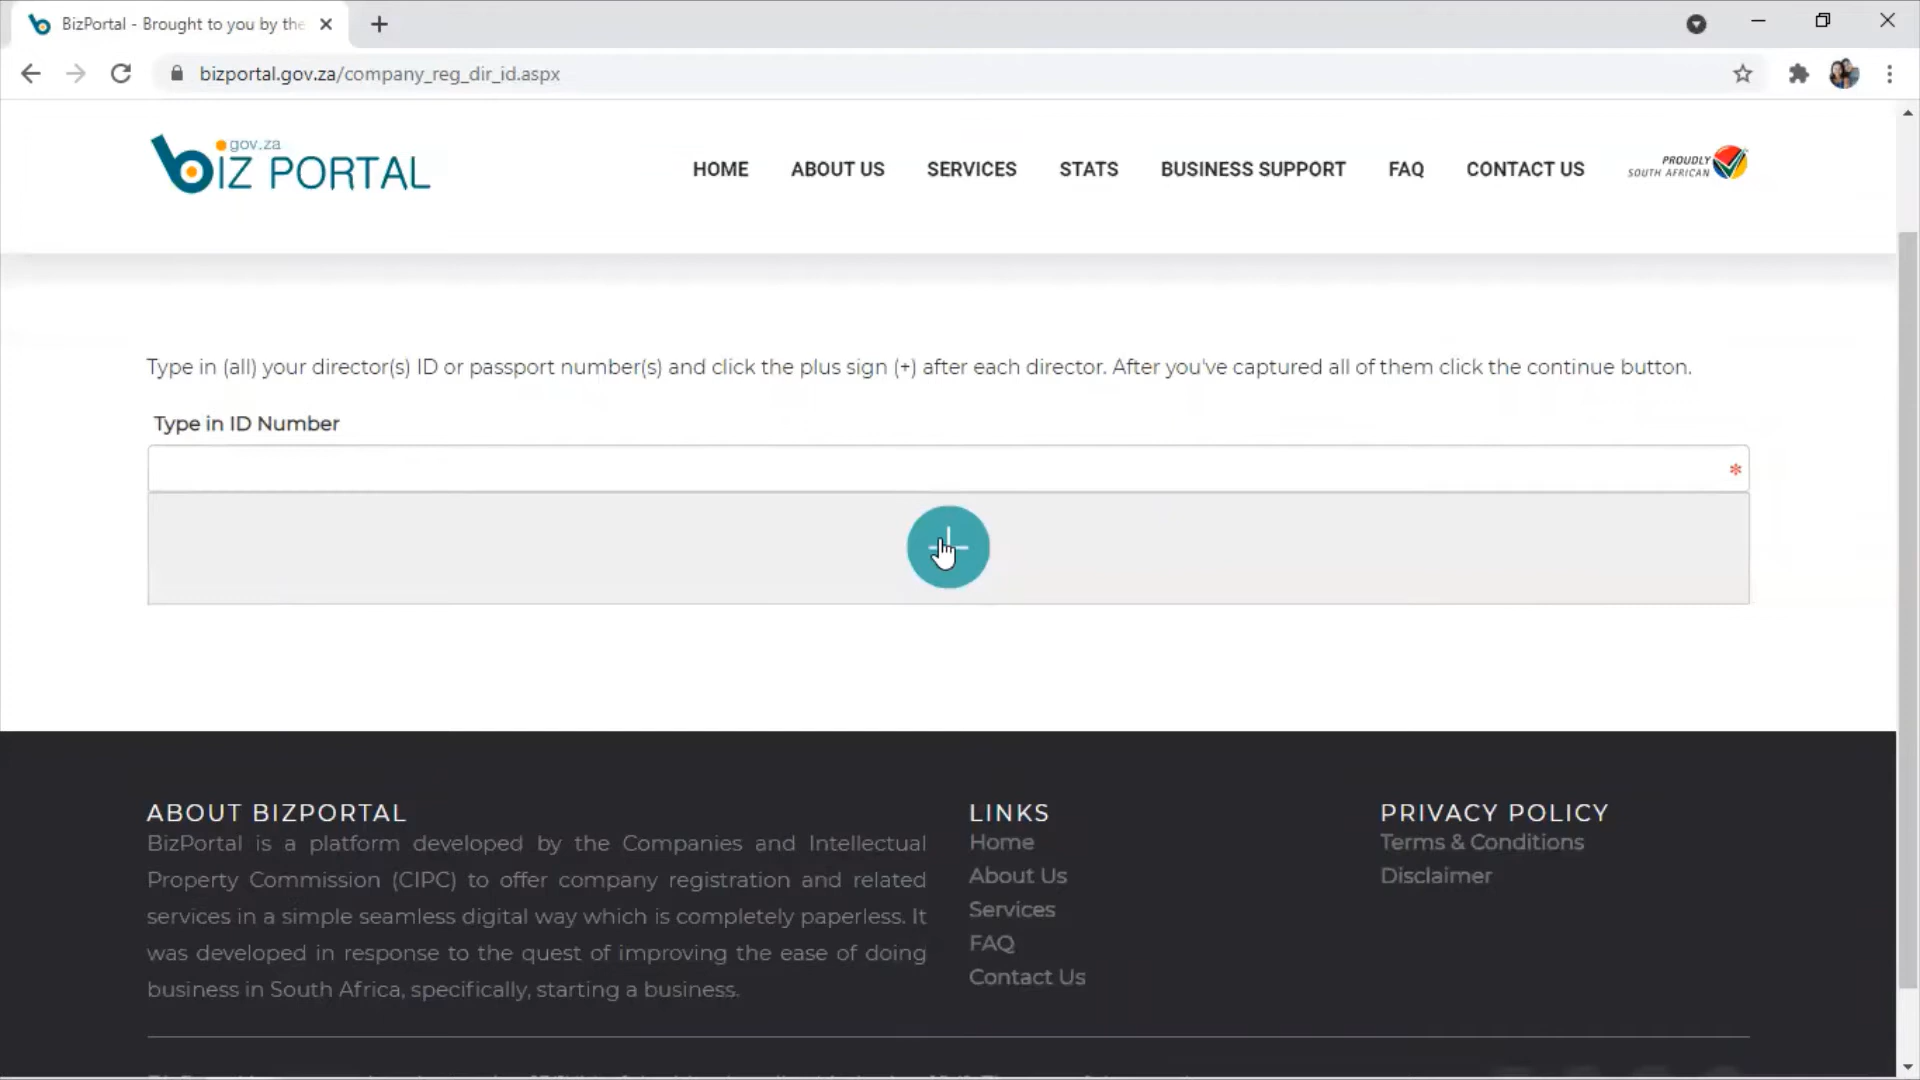 BizPortal - Brought to you by the
bizportal.gov.za/company_reg_dir_id.aspx
gov.za
biz PORTAL
HOME ABOUT US SERVICES STATS BUSINESS SUPPORT FAQ CONTACT US
PROUDLY
SOUTH AFRICAN
Type in (all) your director(s) ID or passport number(s) and click the plus sign (+) after each director. After you've captured all of them click the continue button.
Type in ID Number
*
ABOUT BIZPORTAL
BizPortal is a platform developed by the Companies and Intellectual
Property Commission (CIPC) to offer company registration and related
services in a simple seamless digital way which is completely paperless. It
was developed in response to the quest of improving the ease of doing
business in South Africa, specifically, starting a business.
LINKS
Home
About Us
Services
FAQ
Contact Us
PRIVACY POLICY
Terms & Conditions
Disclaimer